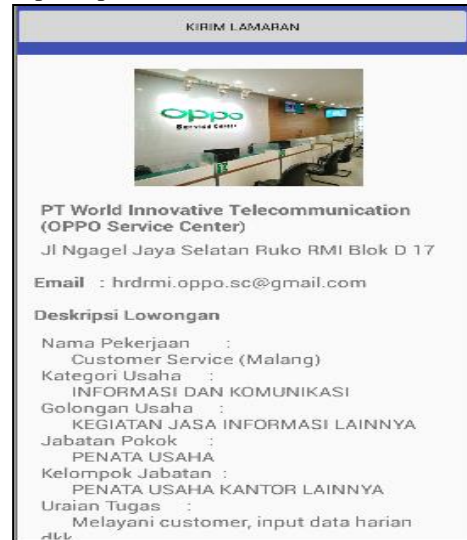 KIRIM LAMARAN
oppo
Service Center
PT World Innovative Telecommunication
(OPPO Service Center)
Jl Ngagel Jaya Selatan Ruko RMI Blok D 17
Email : hrdrmi.oppo.sc@gmail.com
Deskripsi Lowongan
Nama Pekerjaan :
Customer Service (Malang)
Kategori Usaha :
INFORMASI DAN KOMUNIKASI
Golongan Usaha :
KEGIATAN JASA INFORMASI LAINNYA
Jabatan Pokok :
PENATA USAHA
Kelompok Jabatan :
PENATA USAHA KANTOR LAINNYA
Uraian Tugas :
Melayani customer, input data harian
dkk